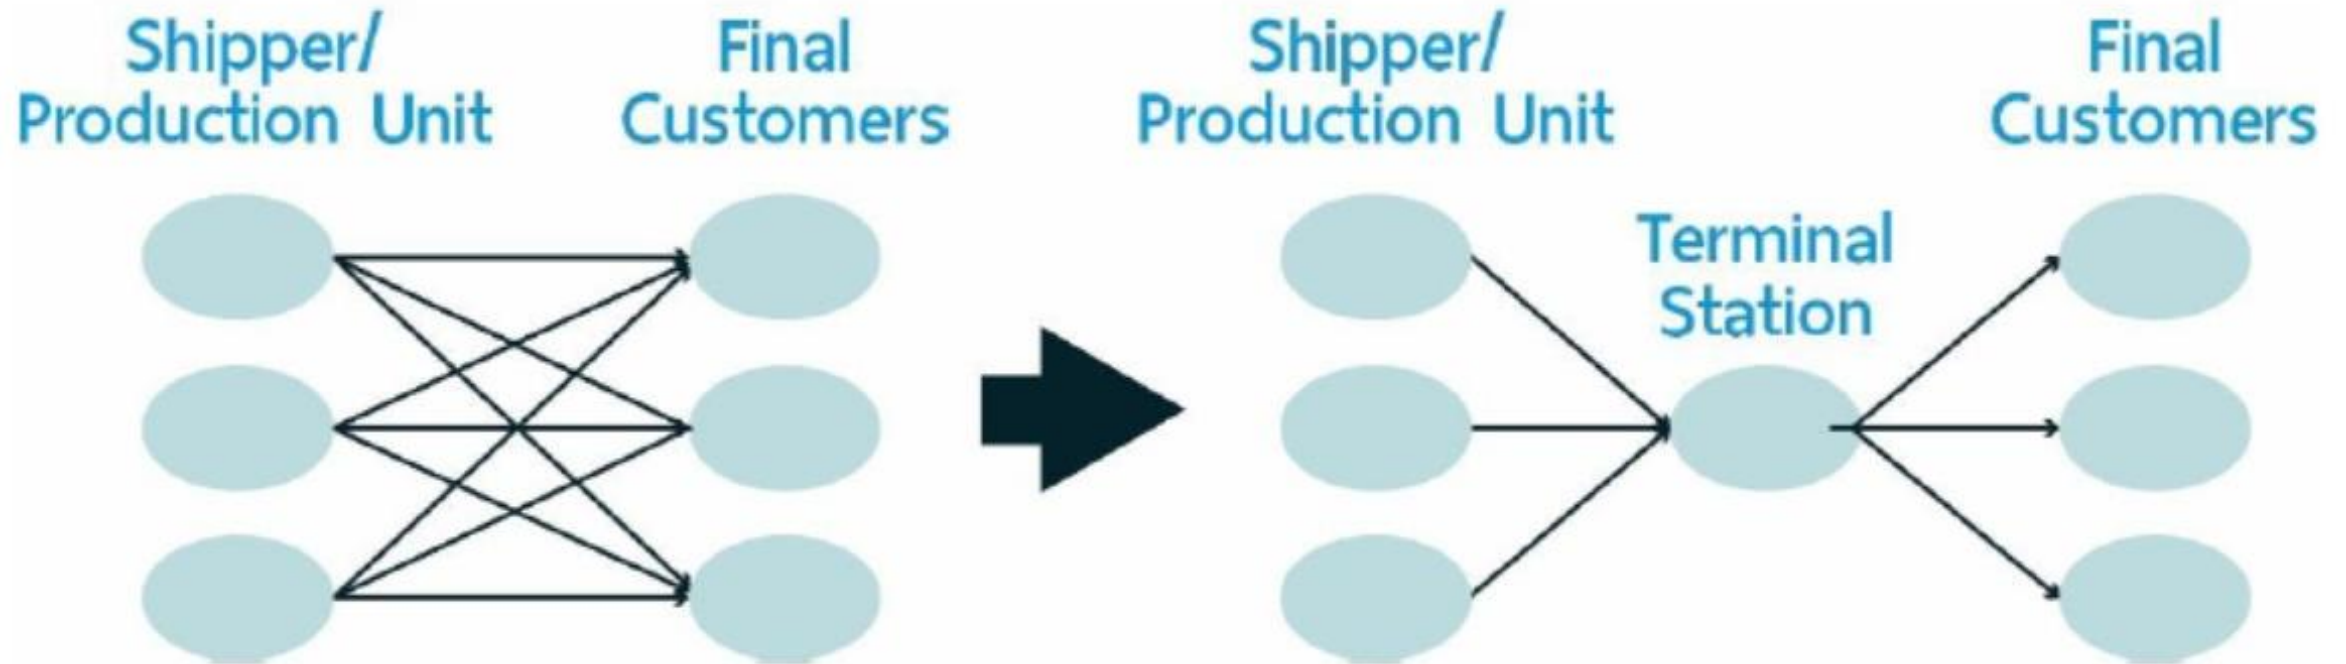 Shipper/
Production Unit
Final
Customers
Shipper/
Production Unit
Terminal
Station
Final
Customers